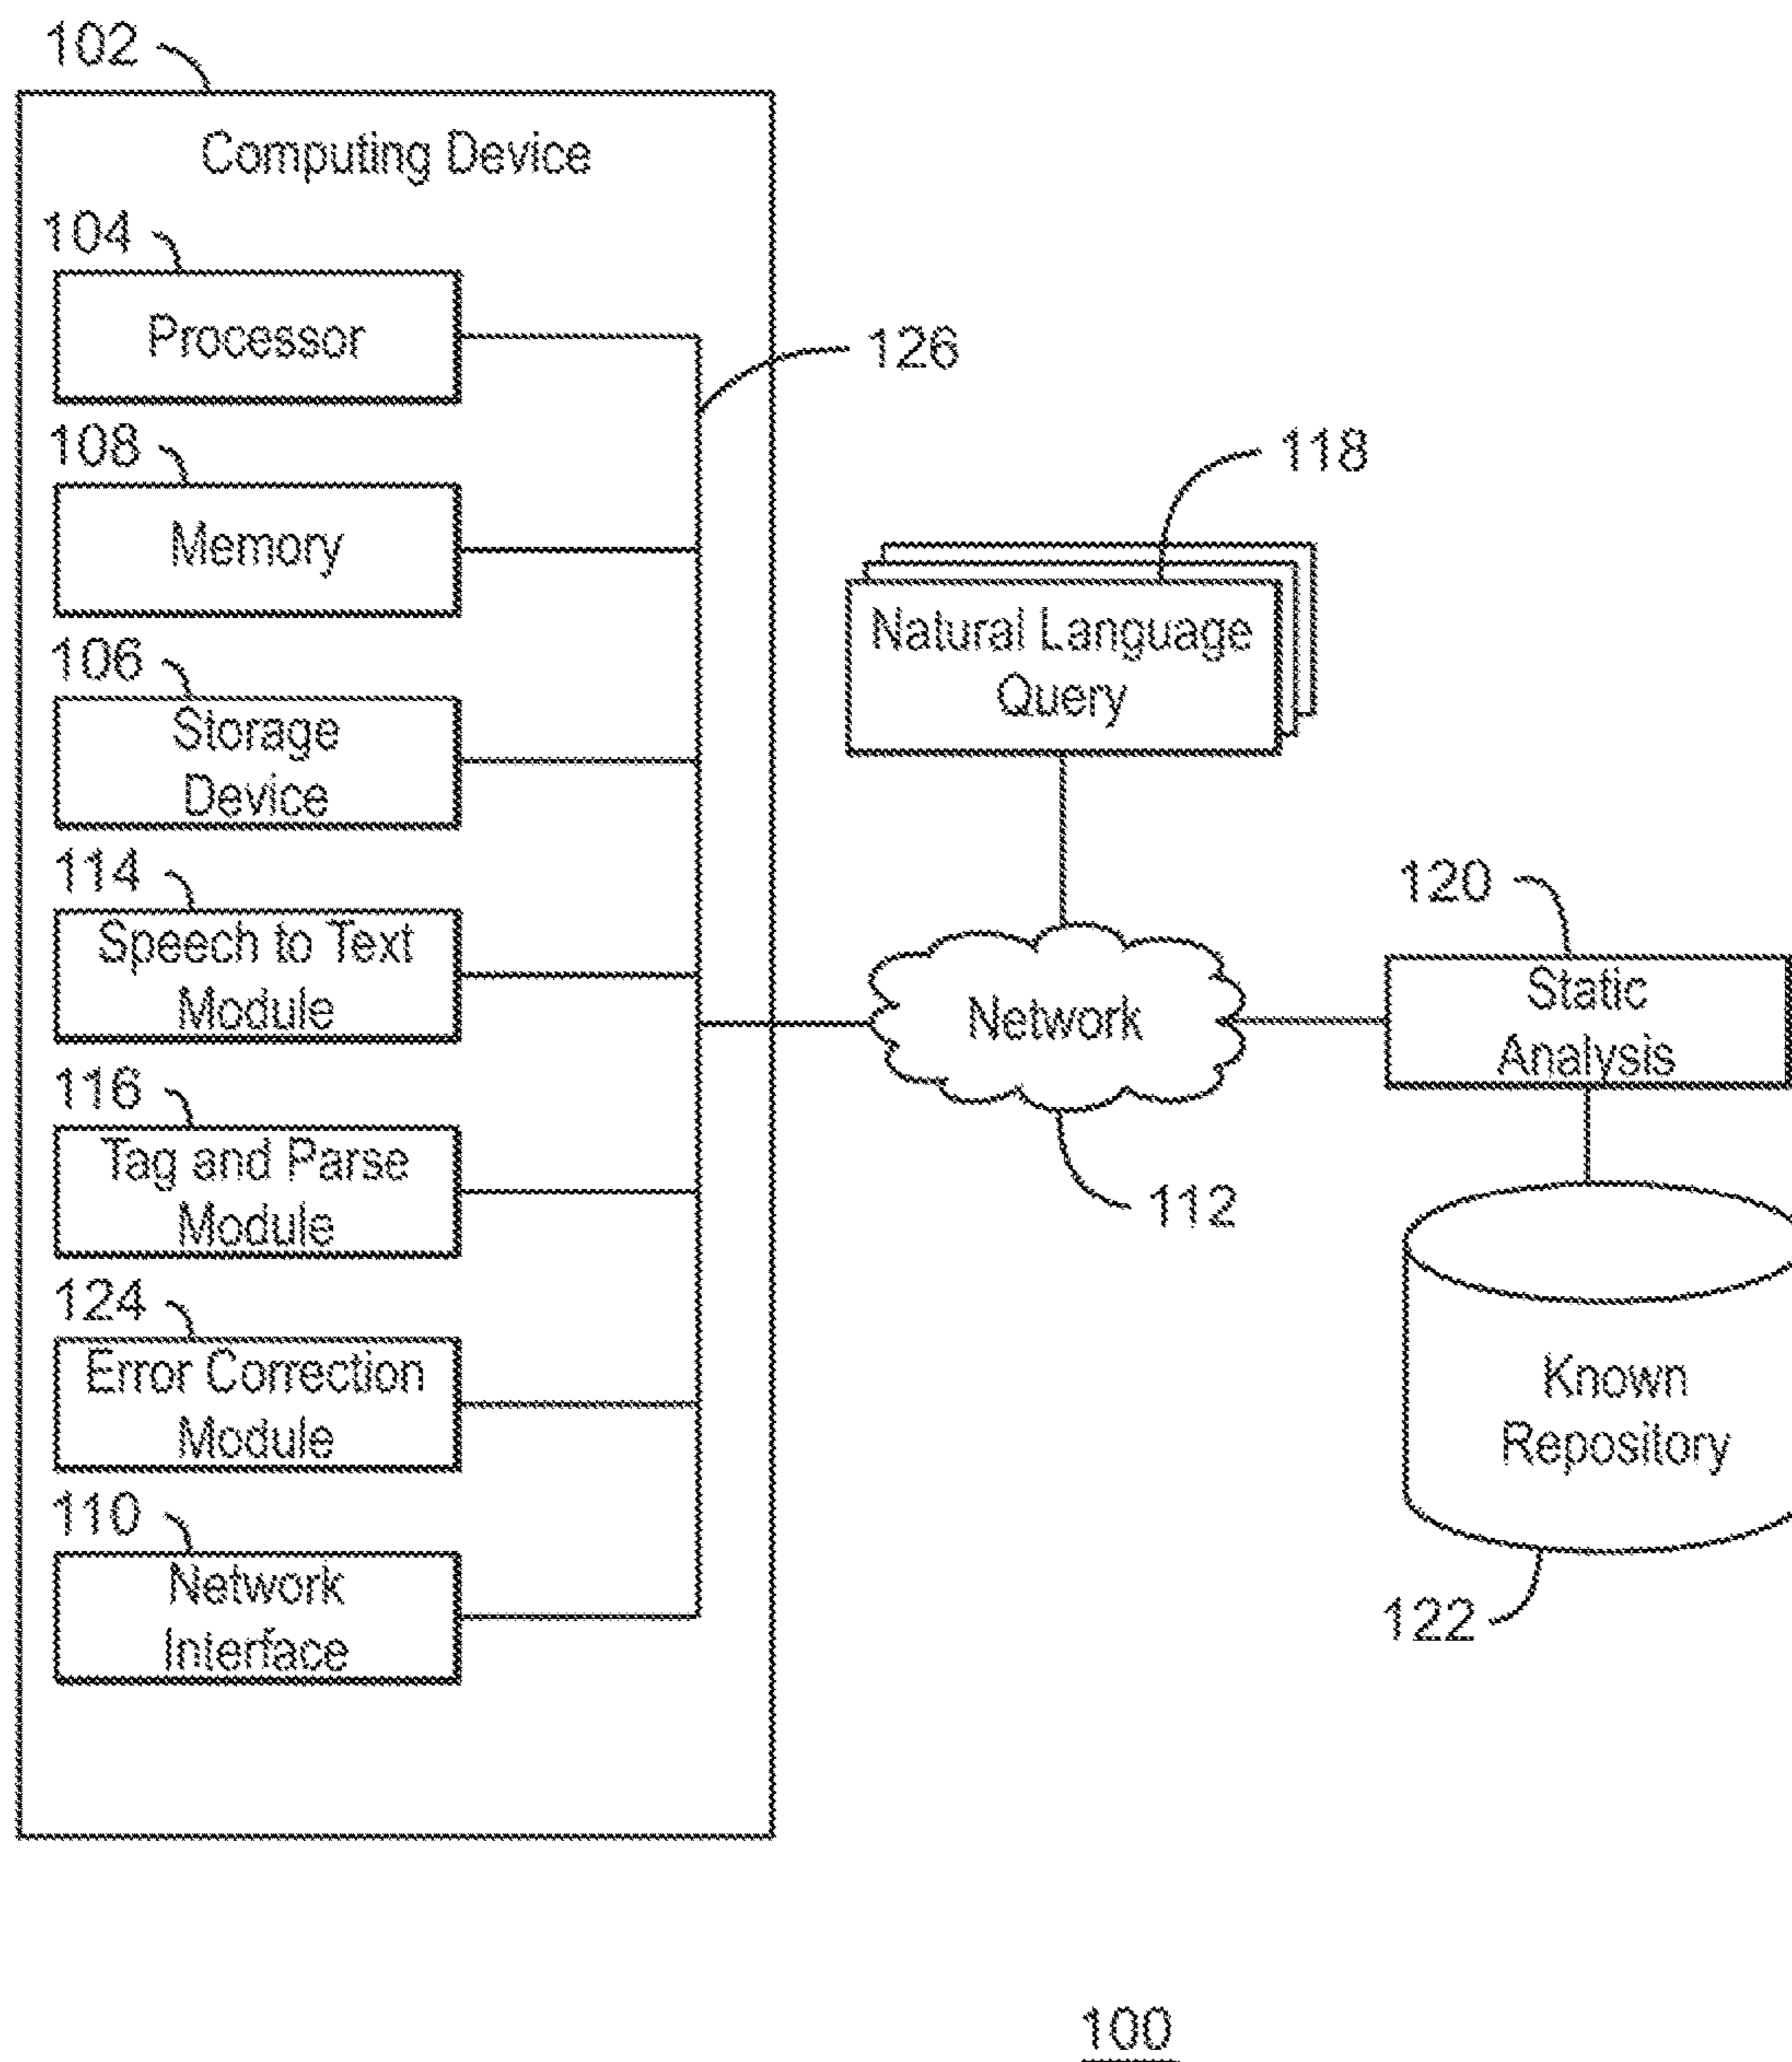 102
Computing Device
104
Processor
126
108
Memory
118
Natural Language
Query
106
Storage
Device
114
Speech to Text
Module
120
Static
Analysis
Network
112
116
Tag and Parse
Module
124
Error Correction
Module
Known
Repository
122
110
Network
Interface
100